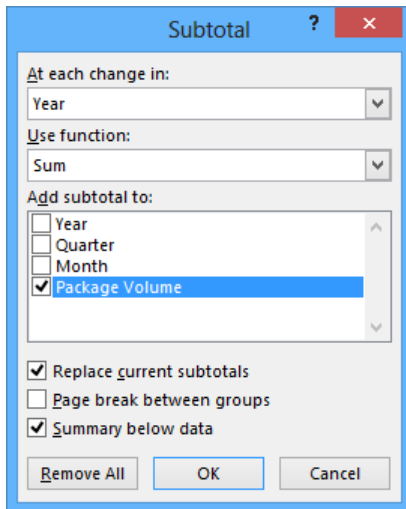 Subtotal ?
At each change in:
Year
Use function:
Sum
Add subtotal to:
Year
Quarter
Month
Package Volume
Replace current subtotals
Page break between groups
Summary below data
Remove All OK Cancel